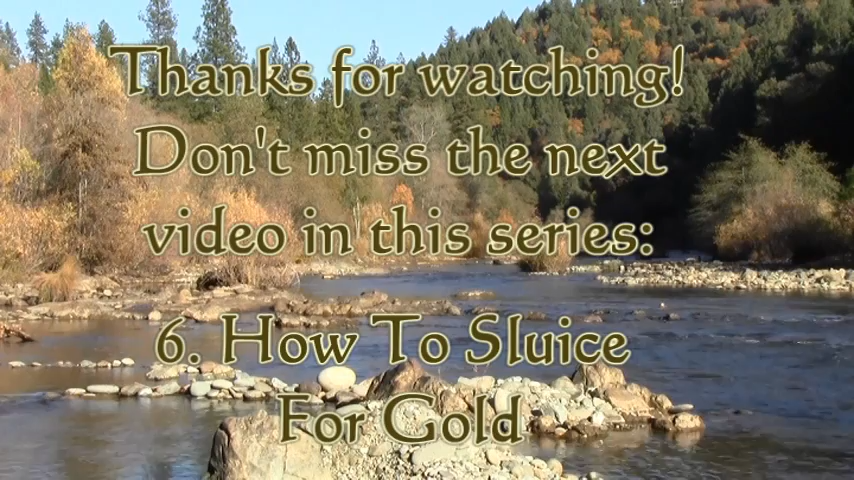 Thanks for watching!
Don't miss the next
video in this series:
6. How To Sluice
For Gold